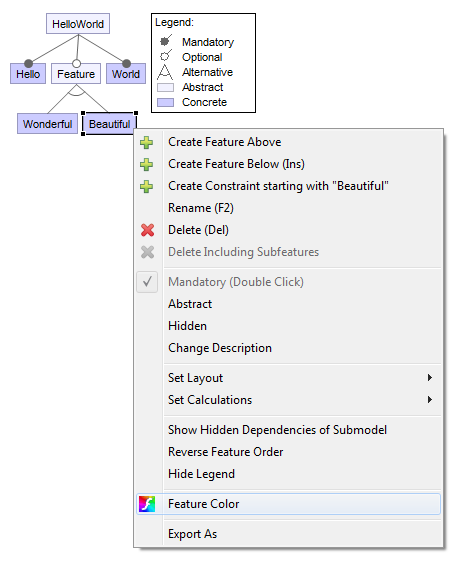 HelloWorld
Hello
Feature
World
Wonderful
Beautiful
Legend:
Mandatory
Optional
Alternative
Abstract
Concrete
Create Feature Above
Create Feature Below (Ins)
Create Constraint starting with "Beautiful"
Rename (F2)
Delete (Del)
Delete Including Subfeatures
Mandatory (Double Click)
Abstract
Hidden
Change Description
Set Layout
Set Calculations
Show Hidden Dependencies of Submodel
Reverse Feature Order
Hide Legend
Feature Color
Export As